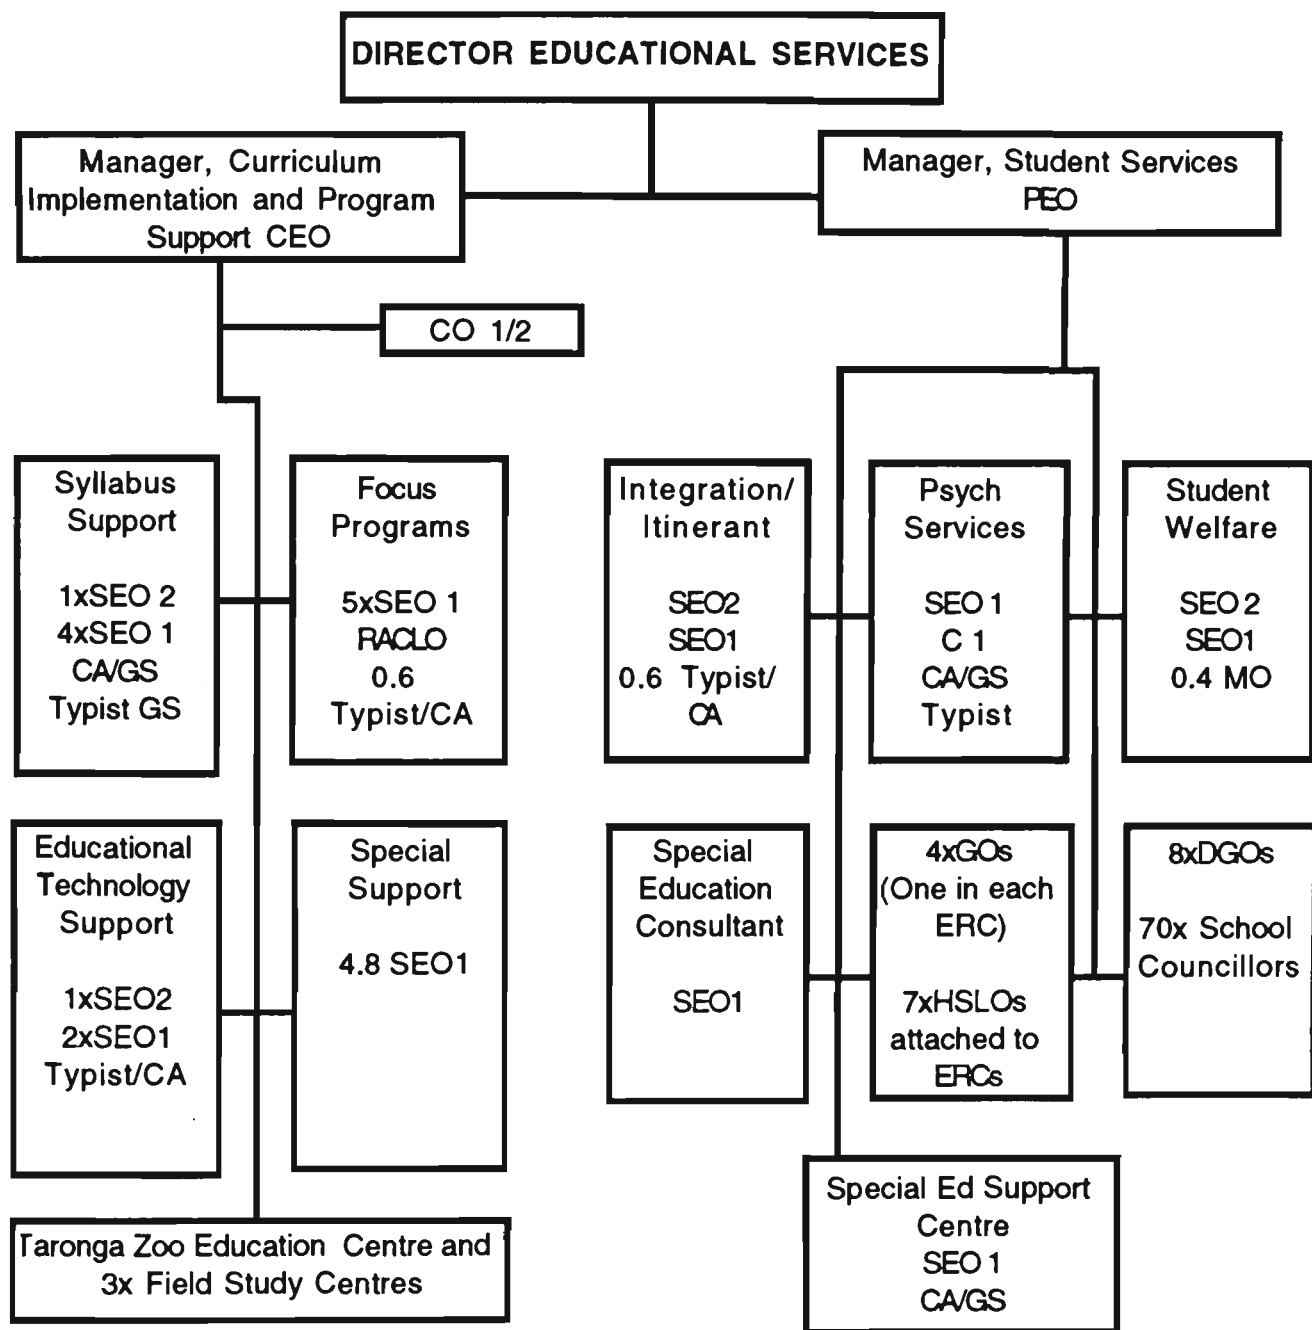 DIRECTOR EDUCATIONAL SERVICES
Manager, Curriculum
Implementation and Program
Support CEO
Manager, Student Services
PEO
CO 1/2
Syllabus
Support
1xSEO 2
4xSEO 1
CA/GS
Typist GS
Focus
Programs
5xSEO 1
RACLO
0.6
Typist/CA
Integration/
Itinerant
SEO2
SEO1
0.6 Typist/
CA
Psych
Services
SEO 1
C 1
CA/GS
Typist
Student
Welfare
SEO 2
SEO1
0.4 MO
Educational
Technology
Support
1xSEO2
2xSEO1
Typist/CA
Special
Support
4.8 SEO1
Special
Education
Consultant
SEO1
4xGOs
(One in each
ERC)
7xHSLOs
attached to
ERCs
8xDGOs
70x School
Councillors
Taronga Zoo Education Centre and
3x Field Study Centres
Special Ed Support
Centre
SEO 1
CA/GS